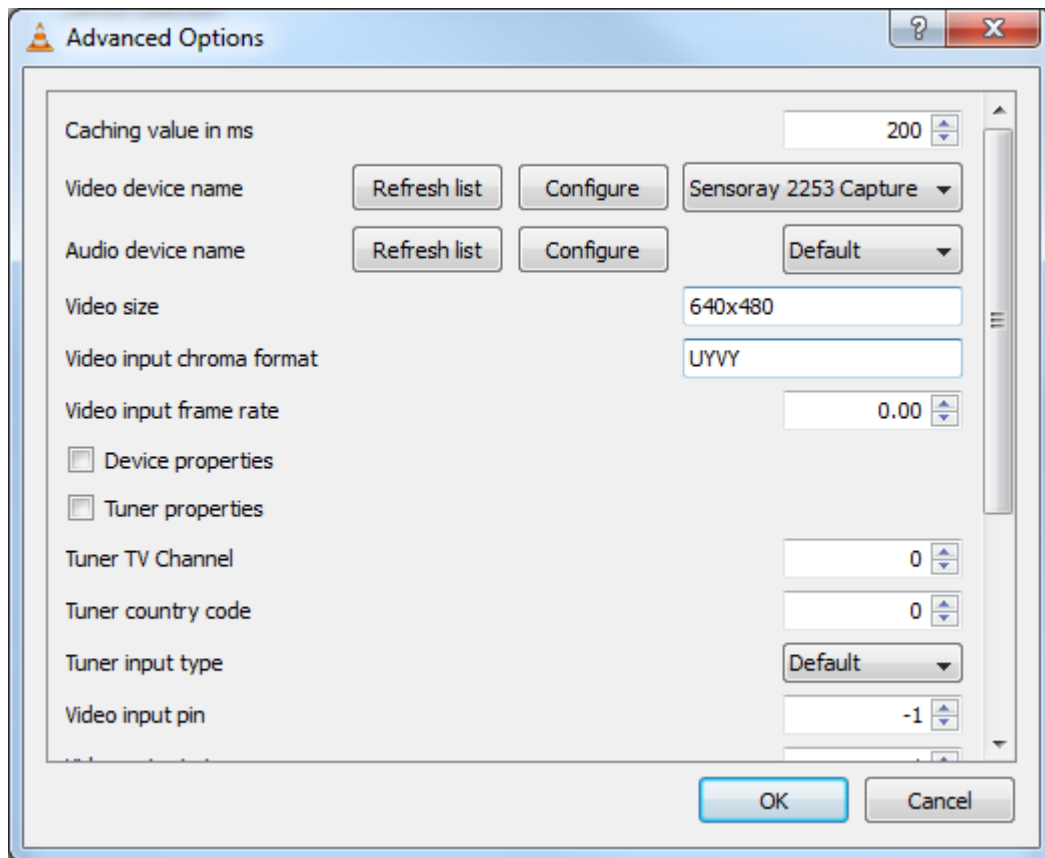 Advanced Options
Caching value in ms 200
Video device name Refresh list Configure Sensoray 2253 Capture
Audio device name Refresh list Configure Default
Video size 640x480
Video input chroma format UYVY
Video input frame rate 0.00
Device properties
Tuner properties
Tuner TV Channel 0
Tuner country code 0
Tuner input type Default
Video input pin -1
OK Cancel